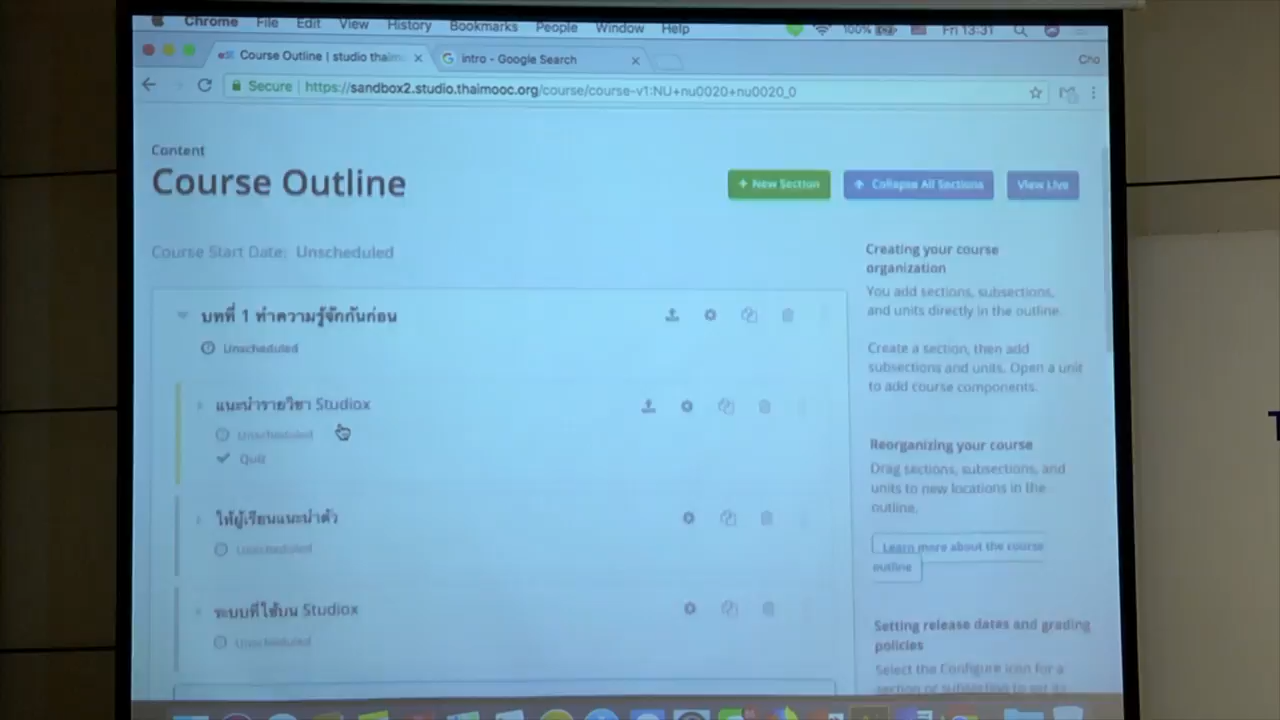 Chrome File Edit View History Bookmarks People Window Help 100% Fri 13:31
Course Outline | studio thaim
intro - Google Search
Cho
Secure https://sandbox2.studio.thaimooc.org/course/course-v1:NU+nu0020+nu0020_0
Content
Course Outline
+ New Section
Collapse All Sections
View Live
Course Start Date: Unscheduled
บทที่ 1 ทำความรู้จักกันก่อน
Unscheduled
แนะนำรายวิชา Studiox
Unscheduled
Quiz
ให้ผู้เรียนแนะนำตัว
Unscheduled
ระบบที่ใช้บน Studiox
Unscheduled
Creating your course
organization
You add sections, subsections,
and units directly in the outline.
Create a section, then add
subsections and units. Open a unit
to add course components.
Reorganizing your course
Drag sections, subsections, and
units to new locations in the
outline.
Learn more about the course
outline
Setting release dates and grading
policies
Select the Configure icon for a
section or subsection to set its